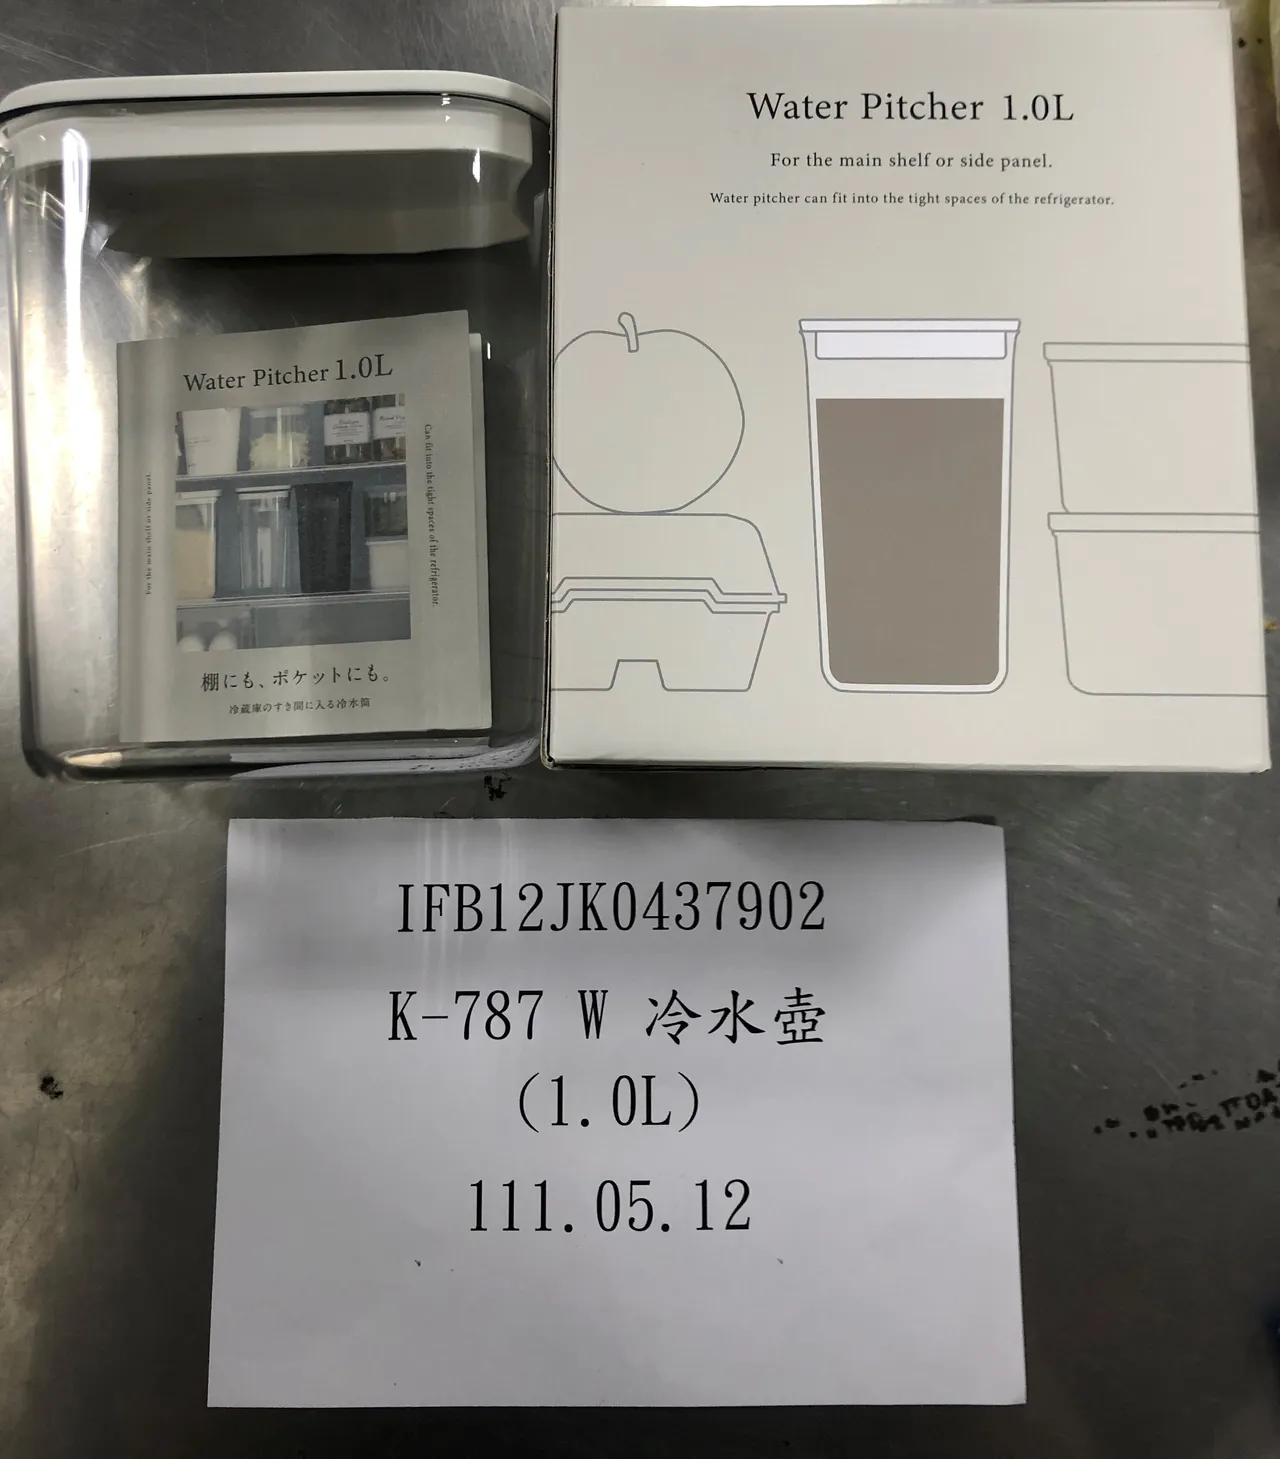 Water Pitcher 1.0L
For the main shelf or side panel.
Water pitcher can fit into the tight spaces of the refrigerator.
Water Pitcher 1.0L
Can fit into the tight spaces of the refrigerator.
For the main shelf or side panel.
棚にも、ポケットにも。
冷蔵庫のすき間に入る冷水筒
IFB12JK0437902
K-787 W 冷水壺
(1.0L)
111.05.12